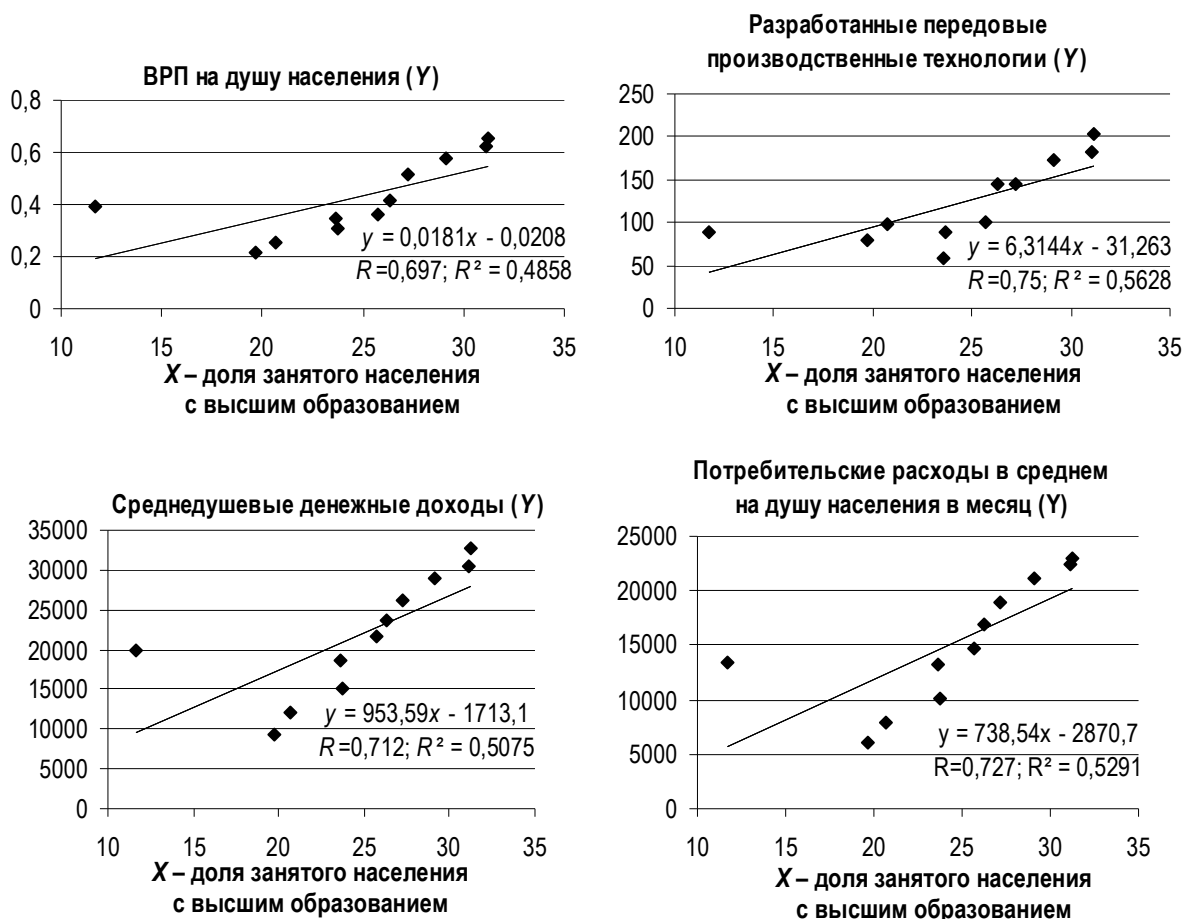 ВРП на душу населения (Y)
0,8
0,6
0,4
0,2
0
y = 0,0181x - 0,0208
R=0,697; R² = 0,4858
10 15 20 25 30 35
X – доля занятого населения
с высшим образованием
Разработанные передовые
производственные технологии (Y)
250
200
150
100
50
0
y = 6,3144x - 31,263
R=0,75; R² = 0,5628
10 15 20 25 30 35
X – доля занятого населения
с высшим образованием
Среднедушевые денежные доходы (Y)
35000
30000
25000
20000
15000
10000
5000
0
y = 953,59x - 1713,1
R=0,712; R² = 0,5075
10 15 20 25 30 35
X – доля занятого населения
с высшим образованием
Потребительские расходы в среднем
на душу населения в месяц (Y)
25000
20000
15000
10000
5000
0
y = 738,54x - 2870,7
R=0,727; R² = 0,5291
10 15 20 25 30 35
X – доля занятого населения
с высшим образованием